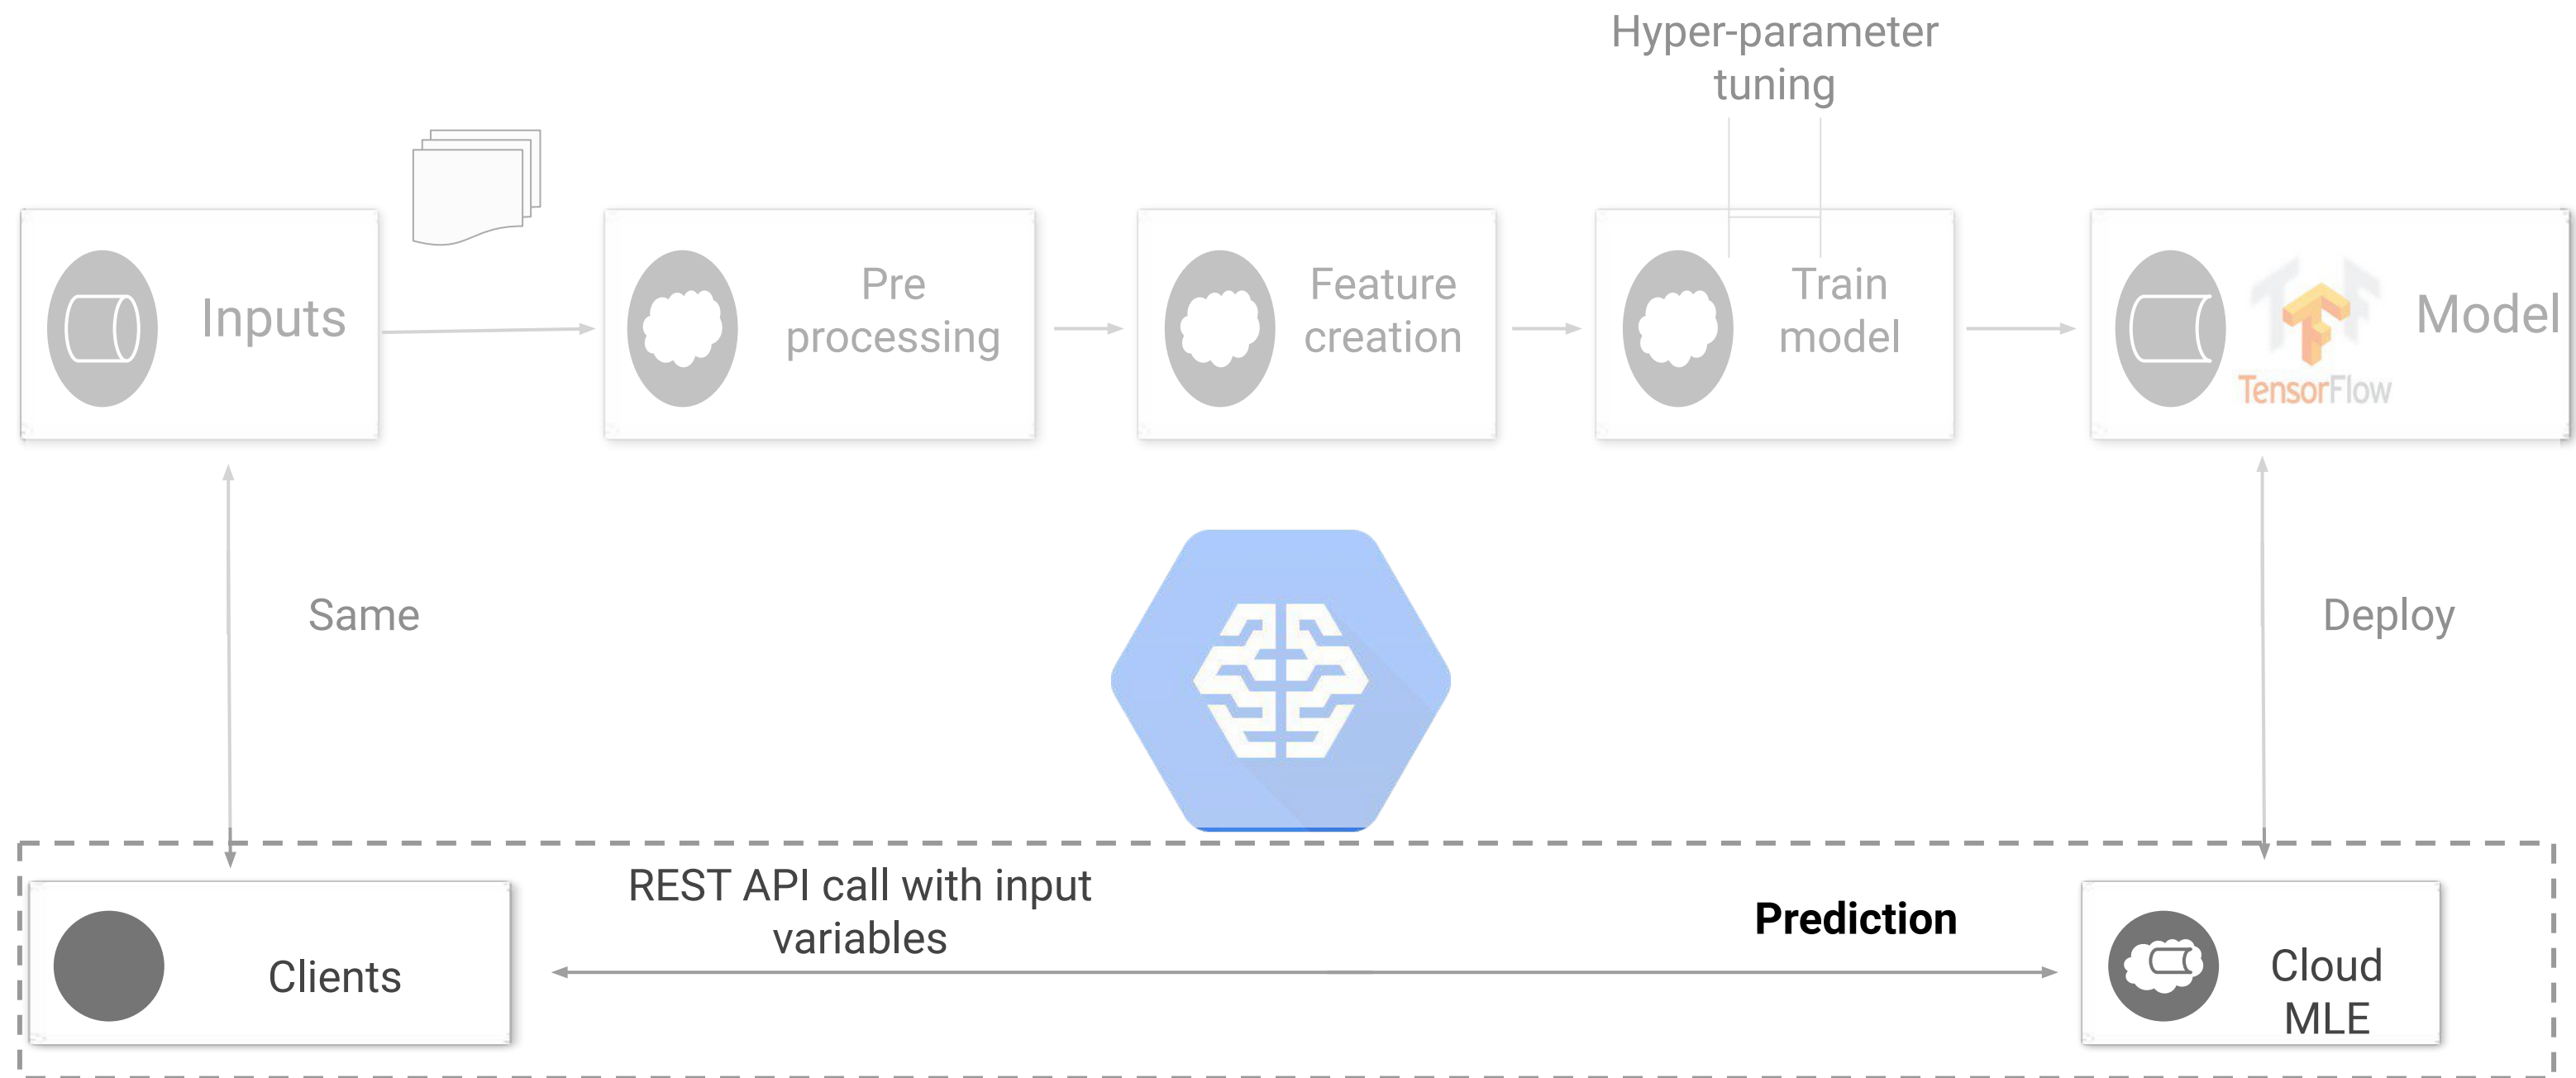 Hyper-parameter
tuning
Inputs
Pre
processing
Feature
creation
Train
model
TensorFlow
Model
Same
Deploy
REST API call with input
variables
Prediction
Clients
Cloud
MLE